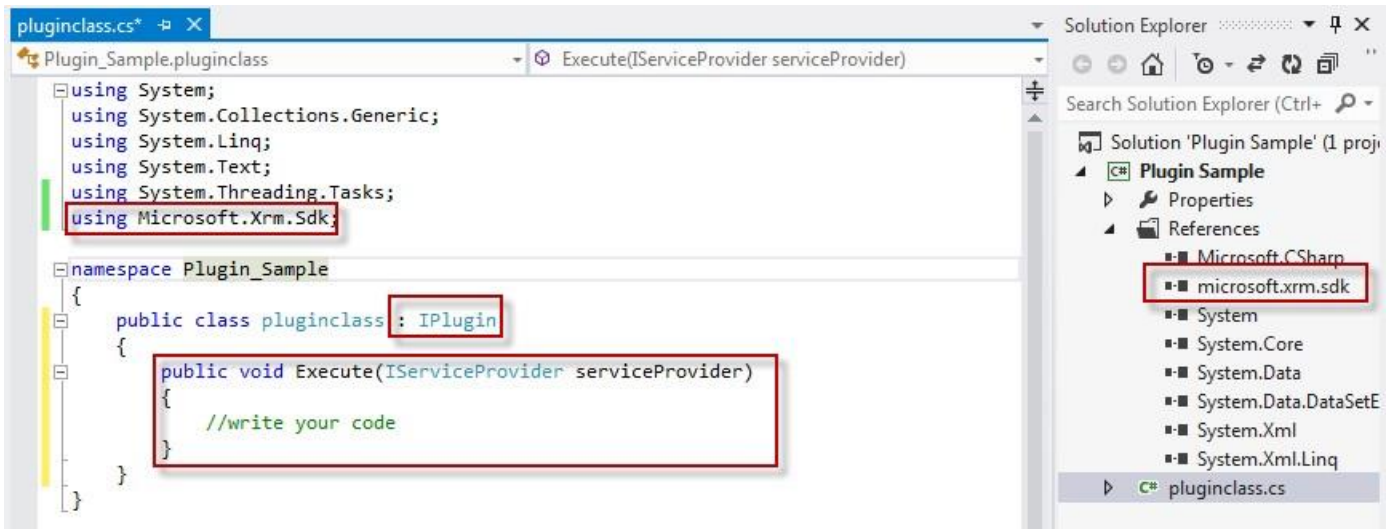 pluginclass.cs*
Plugin_Sample.pluginclass
Execute(IServiceProvider serviceProvider)
using System;
using System.Collections.Generic;
using System.Linq;
using System.Text;
using System.Threading.Tasks;
using Microsoft.Xrm.Sdk;
namespace Plugin_Sample
{
public class pluginclass : IPlugin
{
public void Execute(IServiceProvider serviceProvider)
{
//write your code
}
}
}
Solution Explorer
Search Solution Explorer (Ctrl+
Solution 'Plugin Sample' (1 proj
C# Plugin Sample
Properties
References
Microsoft.CSharp
microsoft.xrm.sdk
System
System.Core
System.Data
System.Data.DataSetE
System.Xml
System.Xml.Linq
C# pluginclass.cs